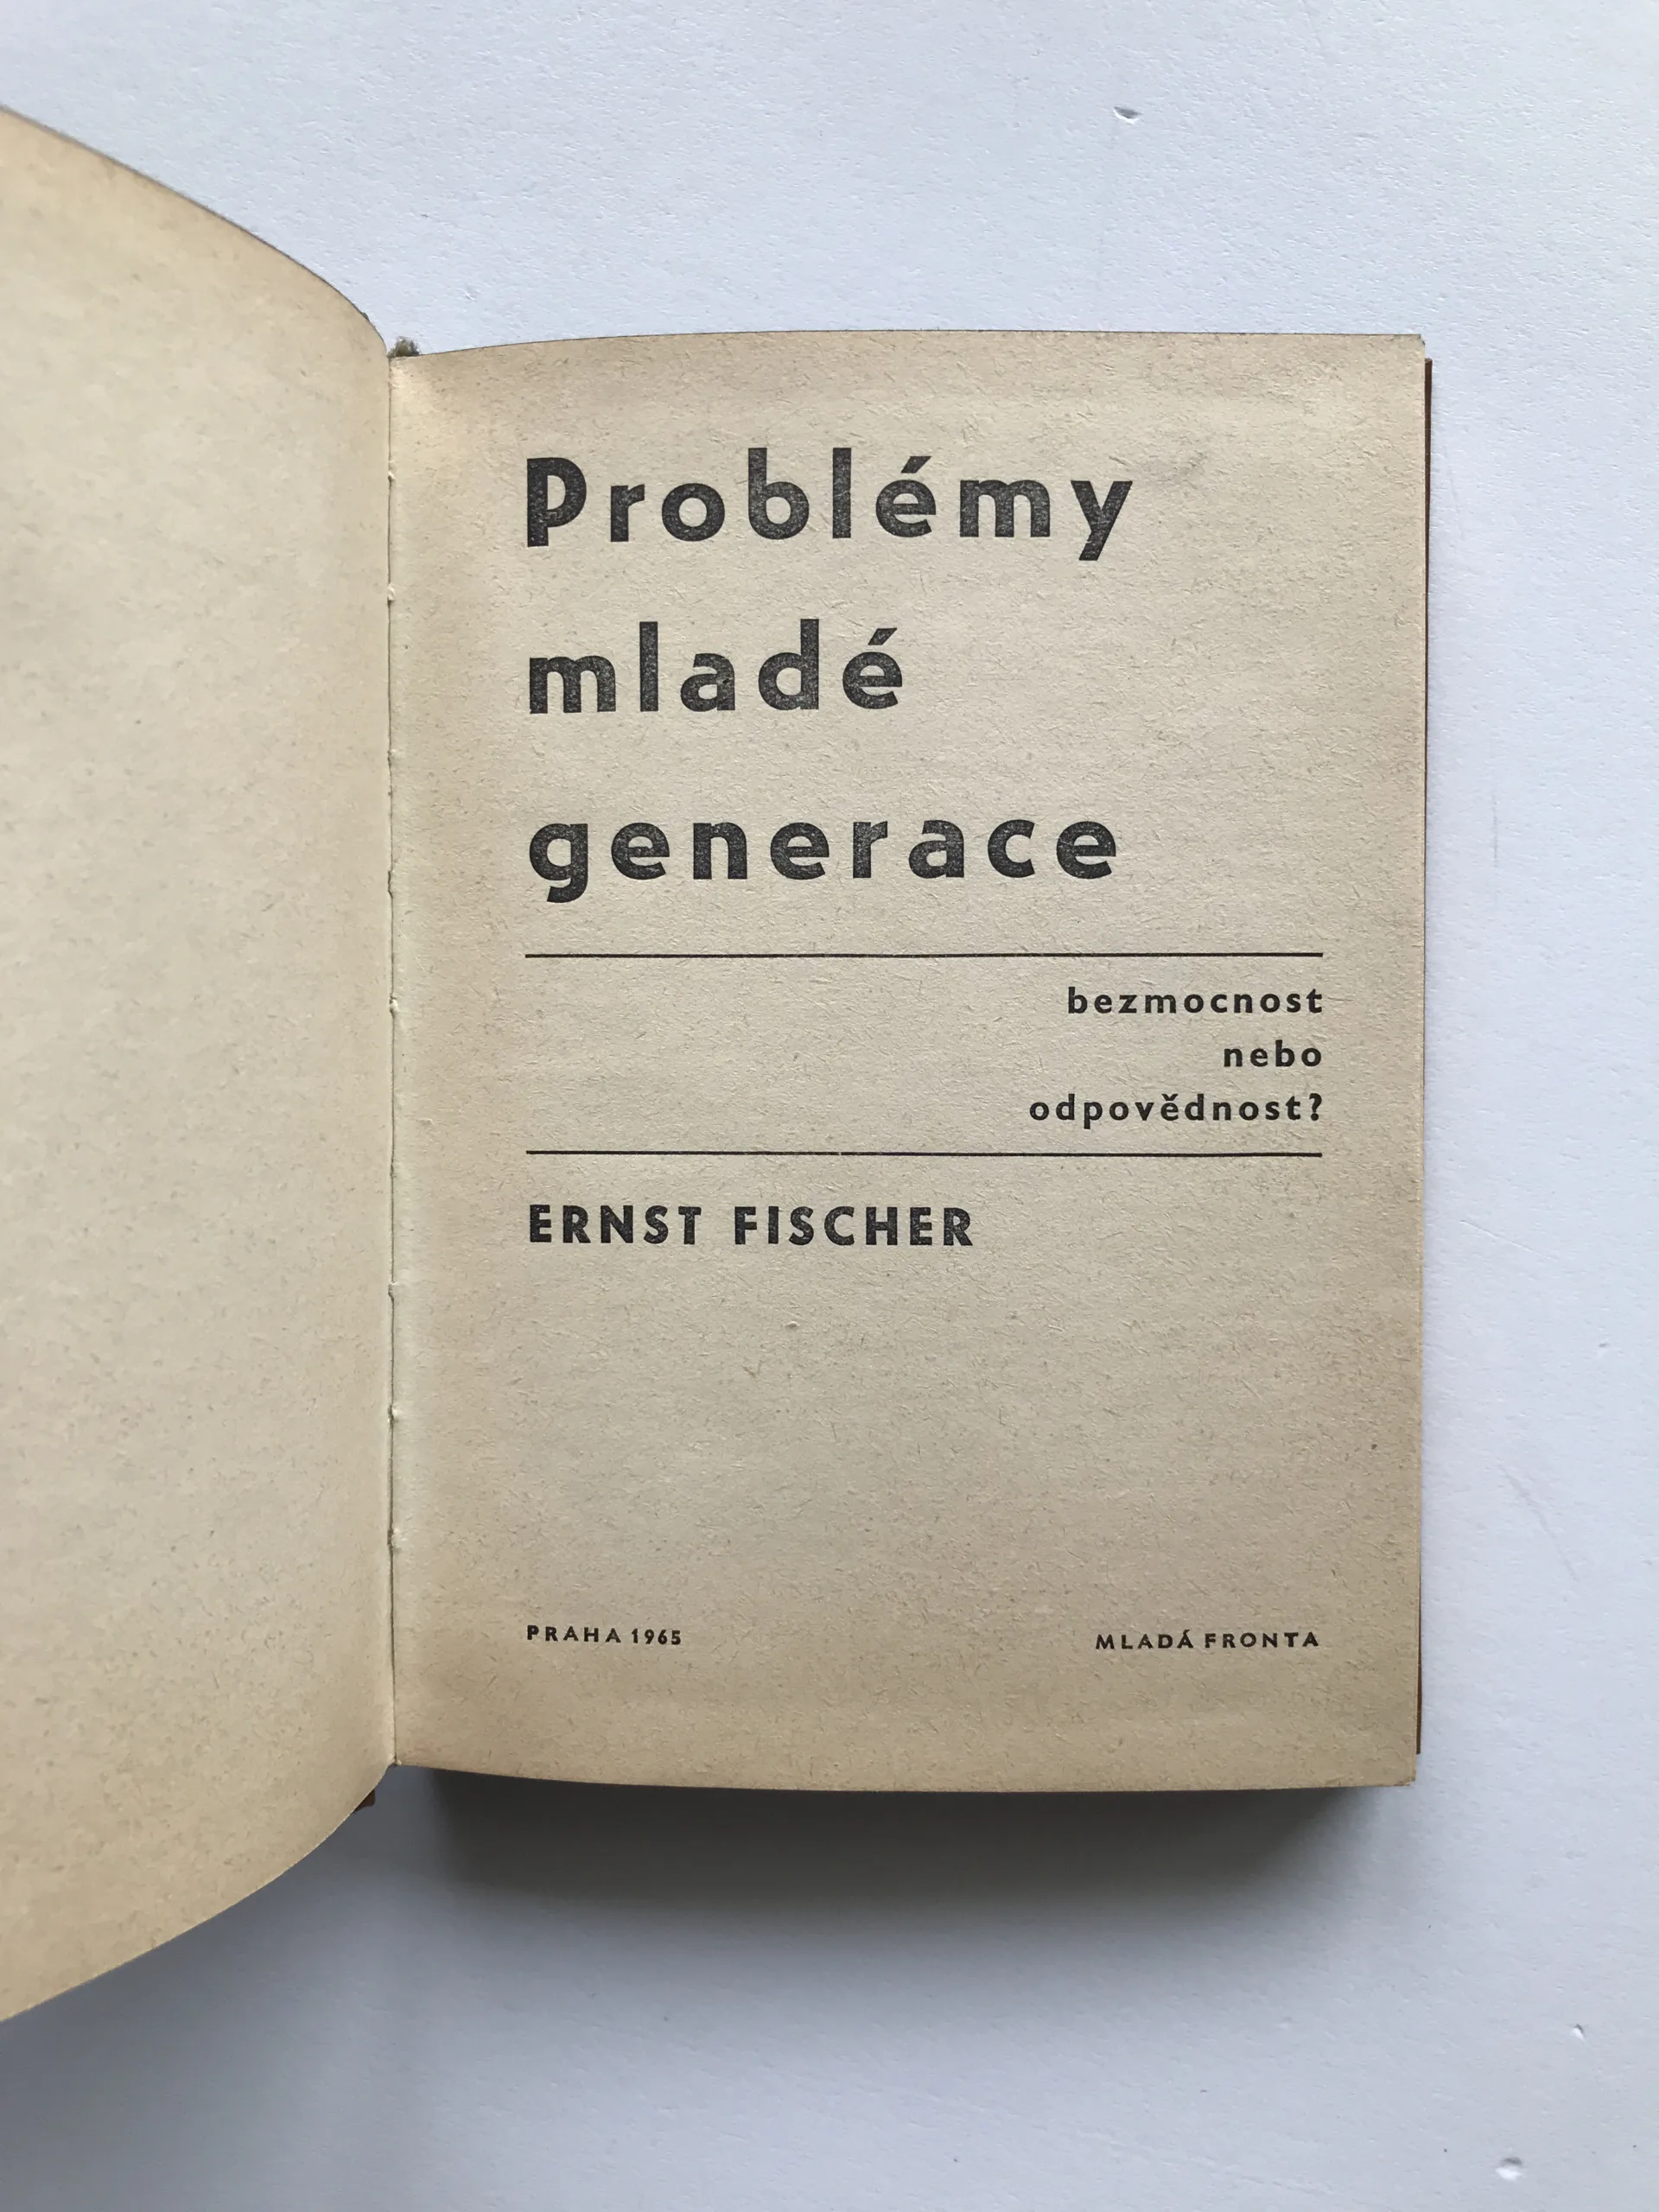 Problémy
mladé
generace
bezmocnost
nebo
odpovědnost?
ERNST FISCHER
PRAHA 1965
MLADÁ FRONTA